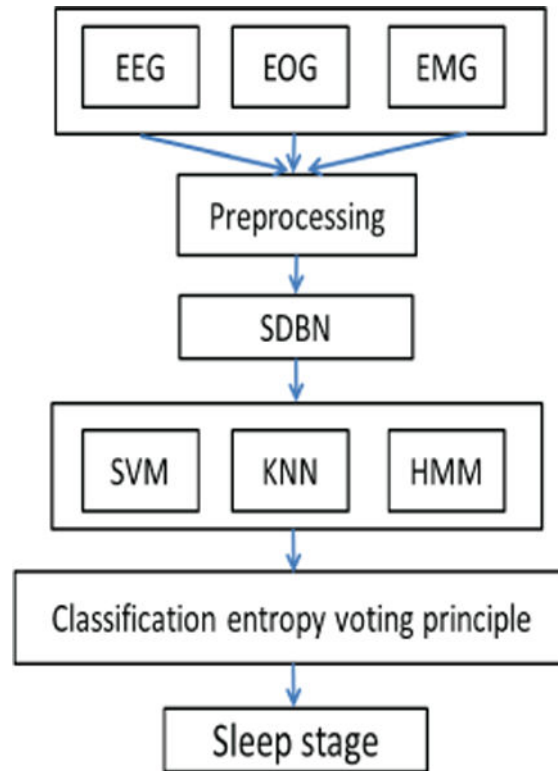 EEG EOG EMG
Preprocessing
SDBN
SVM KNN HMM
Classification entropy voting principle
Sleep stage